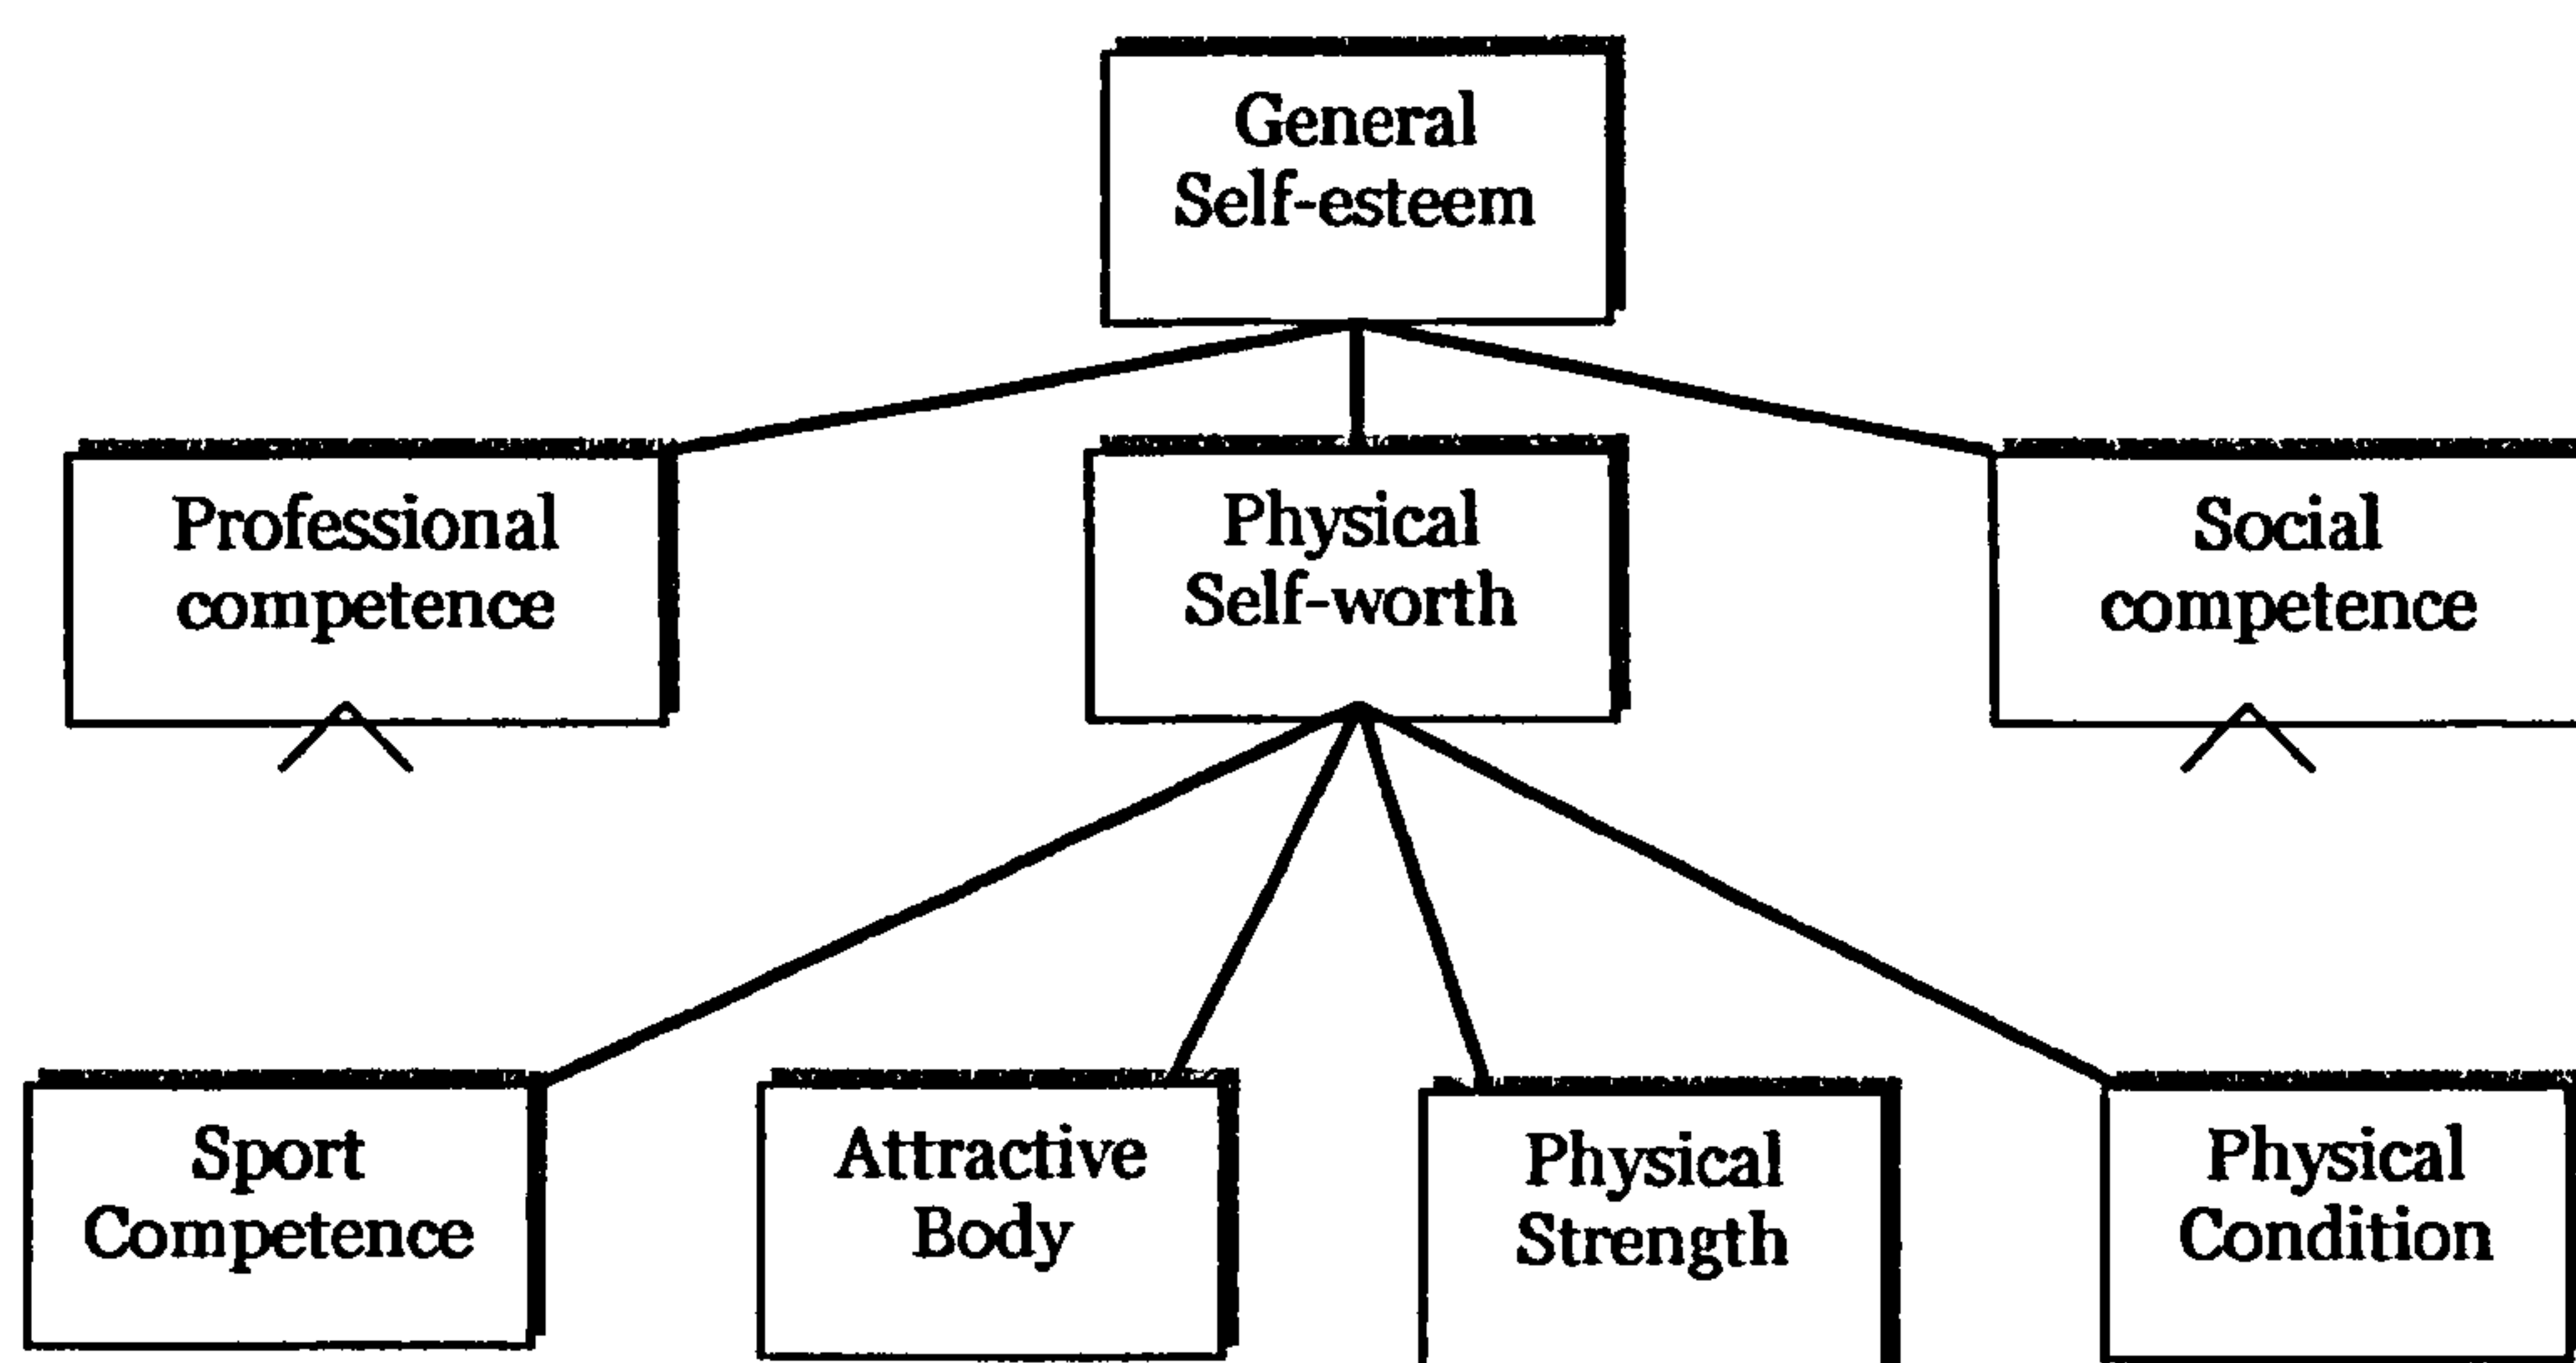 General
Self-esteem
Professional
competence
Physical
Self-worth
Social
competence
Sport
Competence
Attractive
Body
Physical
Strength
Physical
Condition